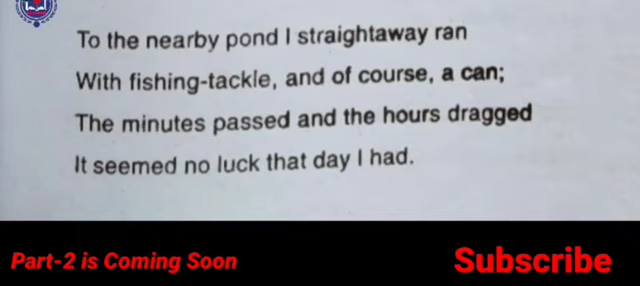 To the nearby pond I straightaway ran
With fishing-tackle, and of course, a can;
The minutes passed and the hours dragged
It seemed no luck that day I had.
Part-2 is Coming Soon
Subscribe